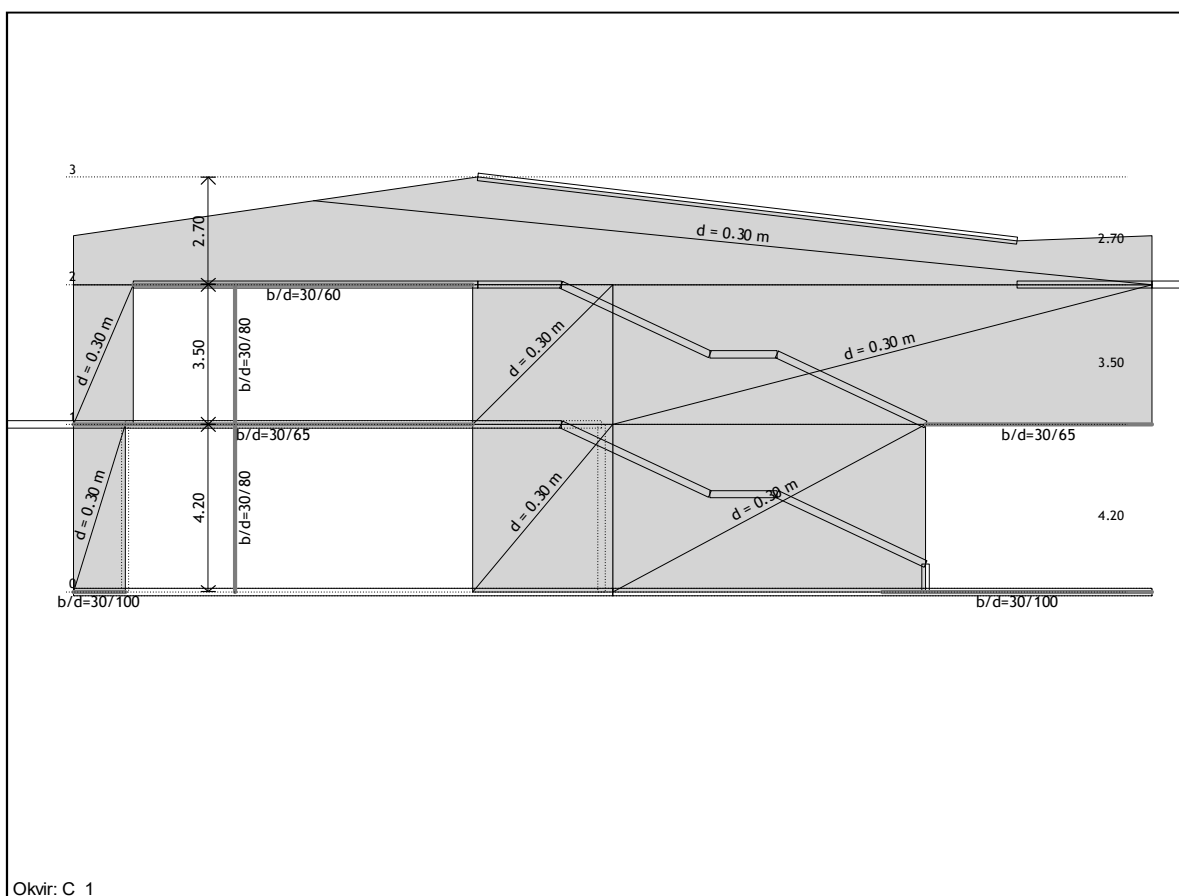 3
2.70
d = 0.30 m
2.70
2
b/d=30/60
d = 0.30 m
3.50
b/d=30/80
d = 0.30 m
d = 0.30 m
3.50
1
b/d=30/65
b/d=30/65
d = 0.30 m
4.20
b/d=30/80
d = 0.30 m
d = 0.30 m
4.20
0
b/d=30/100
b/d=30/100
Okvir: C_1